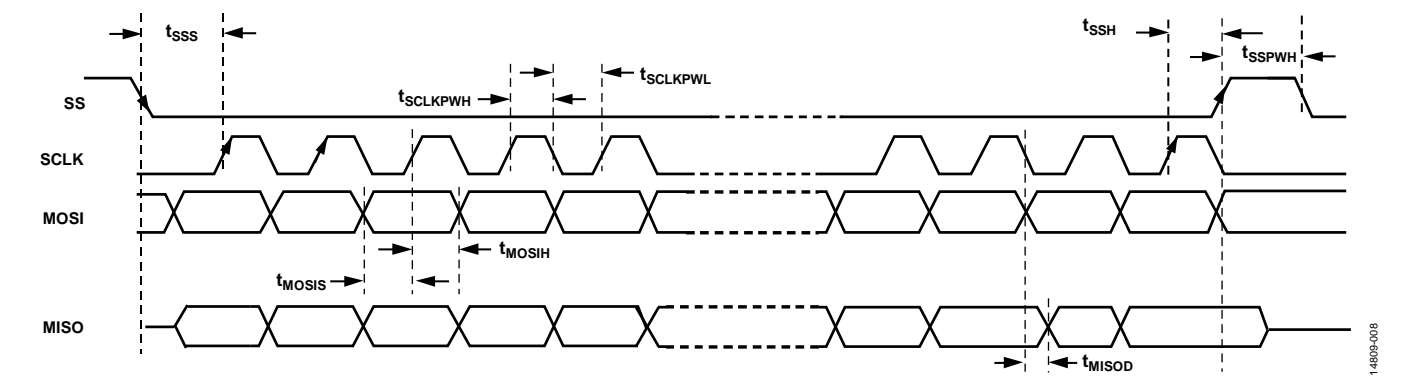 tSSS
tSSH
tSSPWH
tSCLKPWL
tSCLKPWH
SS
SCLK
MOSI
tMOSIH
tMOSIS
MISO
tMISOD
14809-008